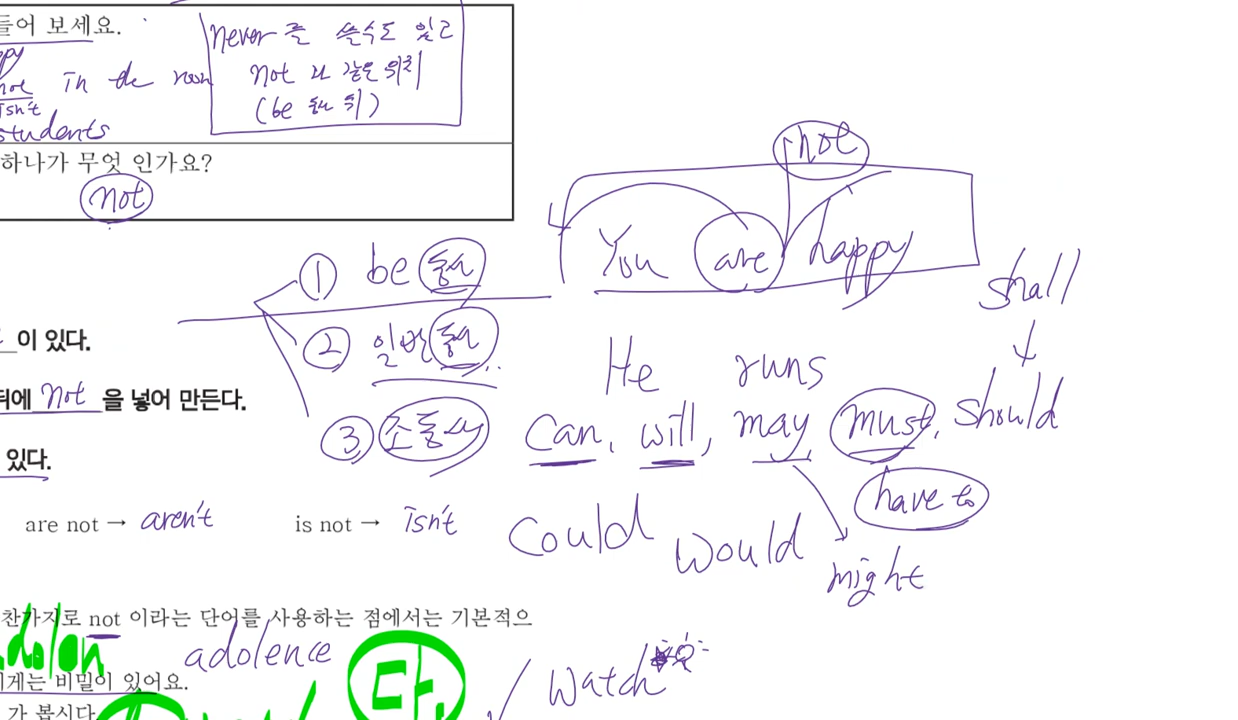 들어 보세요.
never 를 쓸수도 있고
not 과 같은 위치
(be 동사 뒤)
not in the room
isn't
students
하나가 무엇 인가요?
not
not
You are happy
① be 동사
② 일반동사
③ 조동사
shall
He runs
can, will, may must, should
have to
could would might
이 있다.
뒤에 not 을 넣어 만든다.
있다.
are not → aren't is not → isn't
찬가지로 not 이라는 단어를 사용하는 점에서는 기본적으
adolence
에게는 비밀이 있어요.
다.
watch
가 봅시다